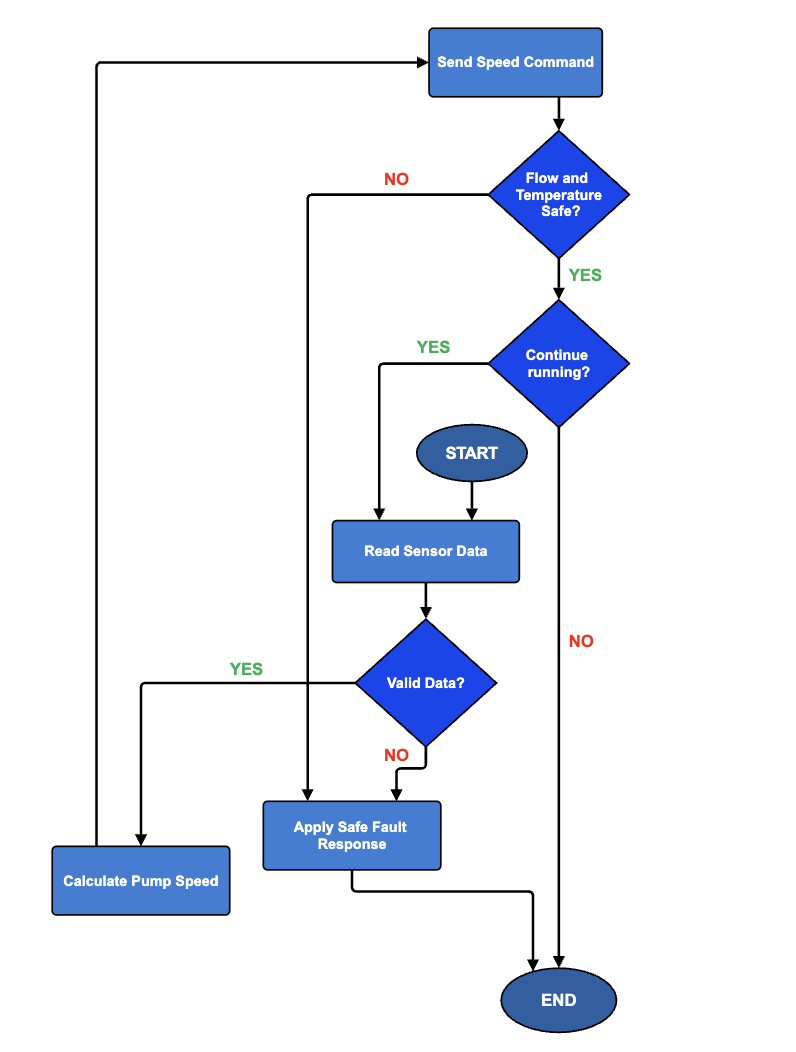 Send Speed Command
NO
Flow and
Temperature
Safe?
YES
YES
Continue
running?
START
Read Sensor Data
NO
YES
Valid Data?
NO
Apply Safe Fault
Response
Calculate Pump Speed
END